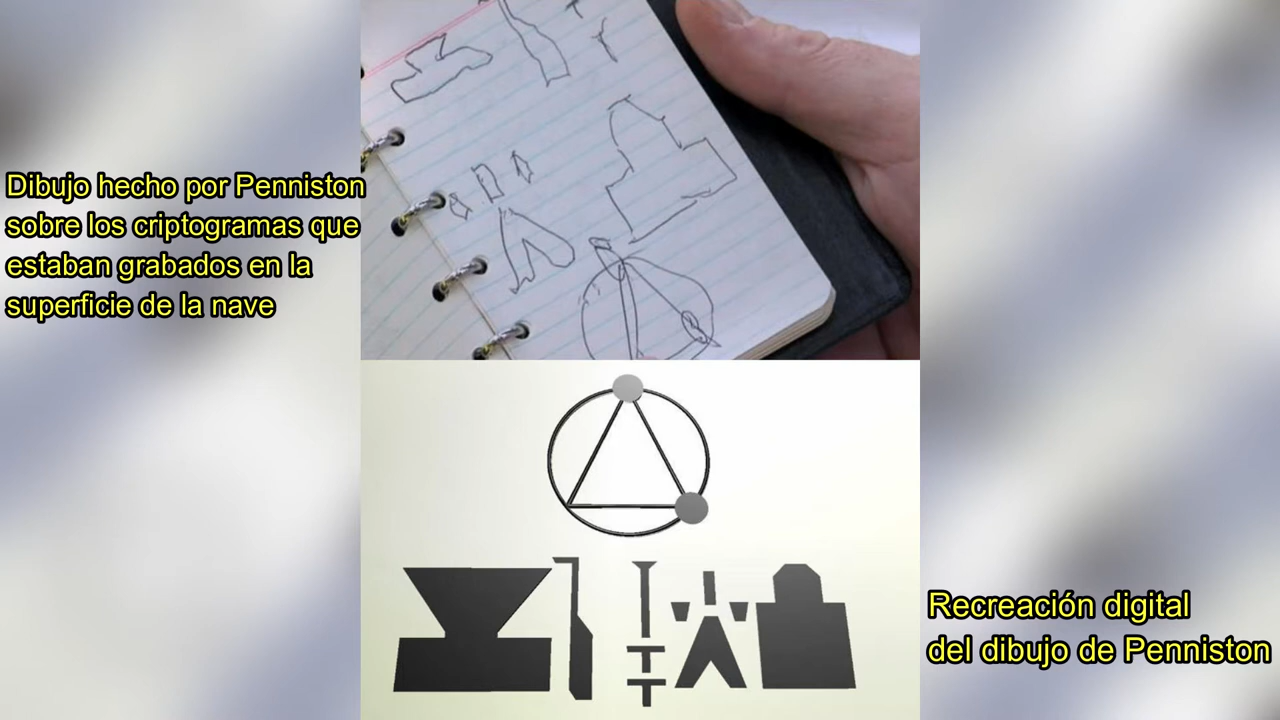 Dibujo hecho por Penniston
sobre los criptogramas que
estaban grabados en la
superficie de la nave
Recreación digital
del dibujo de Penniston